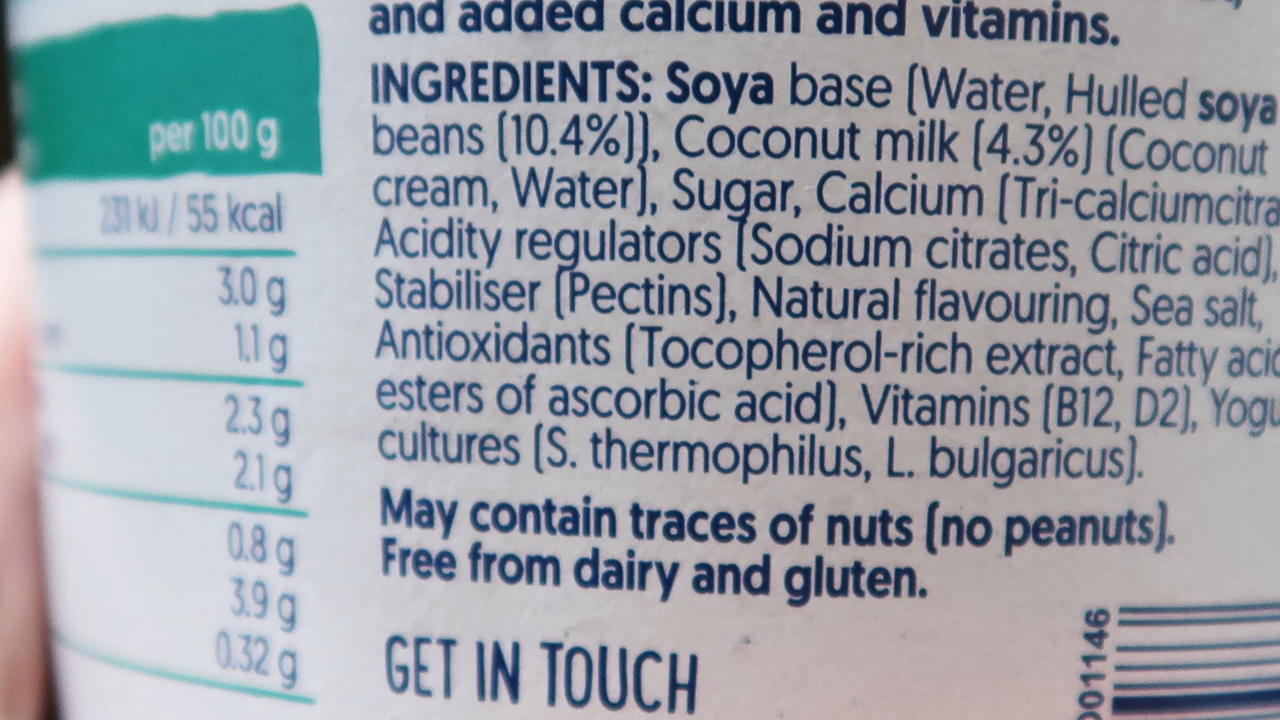 and added calcium and vitamins.
INGREDIENTS: Soya base (Water, Hulled soya
beans (10.4%)), Coconut milk (4.3%) (Coconut
cream, Water), Sugar, Calcium (Tri-calciumcitra
Acidity regulators (Sodium citrates, Citric acid),
Stabiliser (Pectins), Natural flavouring, Sea salt,
Antioxidants (Tocopherol-rich extract, Fatty acid
esters of ascorbic acid), Vitamins (B12, D2), Yogu
cultures (S. thermophilus, L. bulgaricus).
May contain traces of nuts (no peanuts).
Free from dairy and gluten.
GET IN TOUCH
per 100 g
231 kJ / 55 kcal
3.0 g
1.1 g
2.3 g
2.1 g
0.8 g
3.9 g
0.32 g
001146